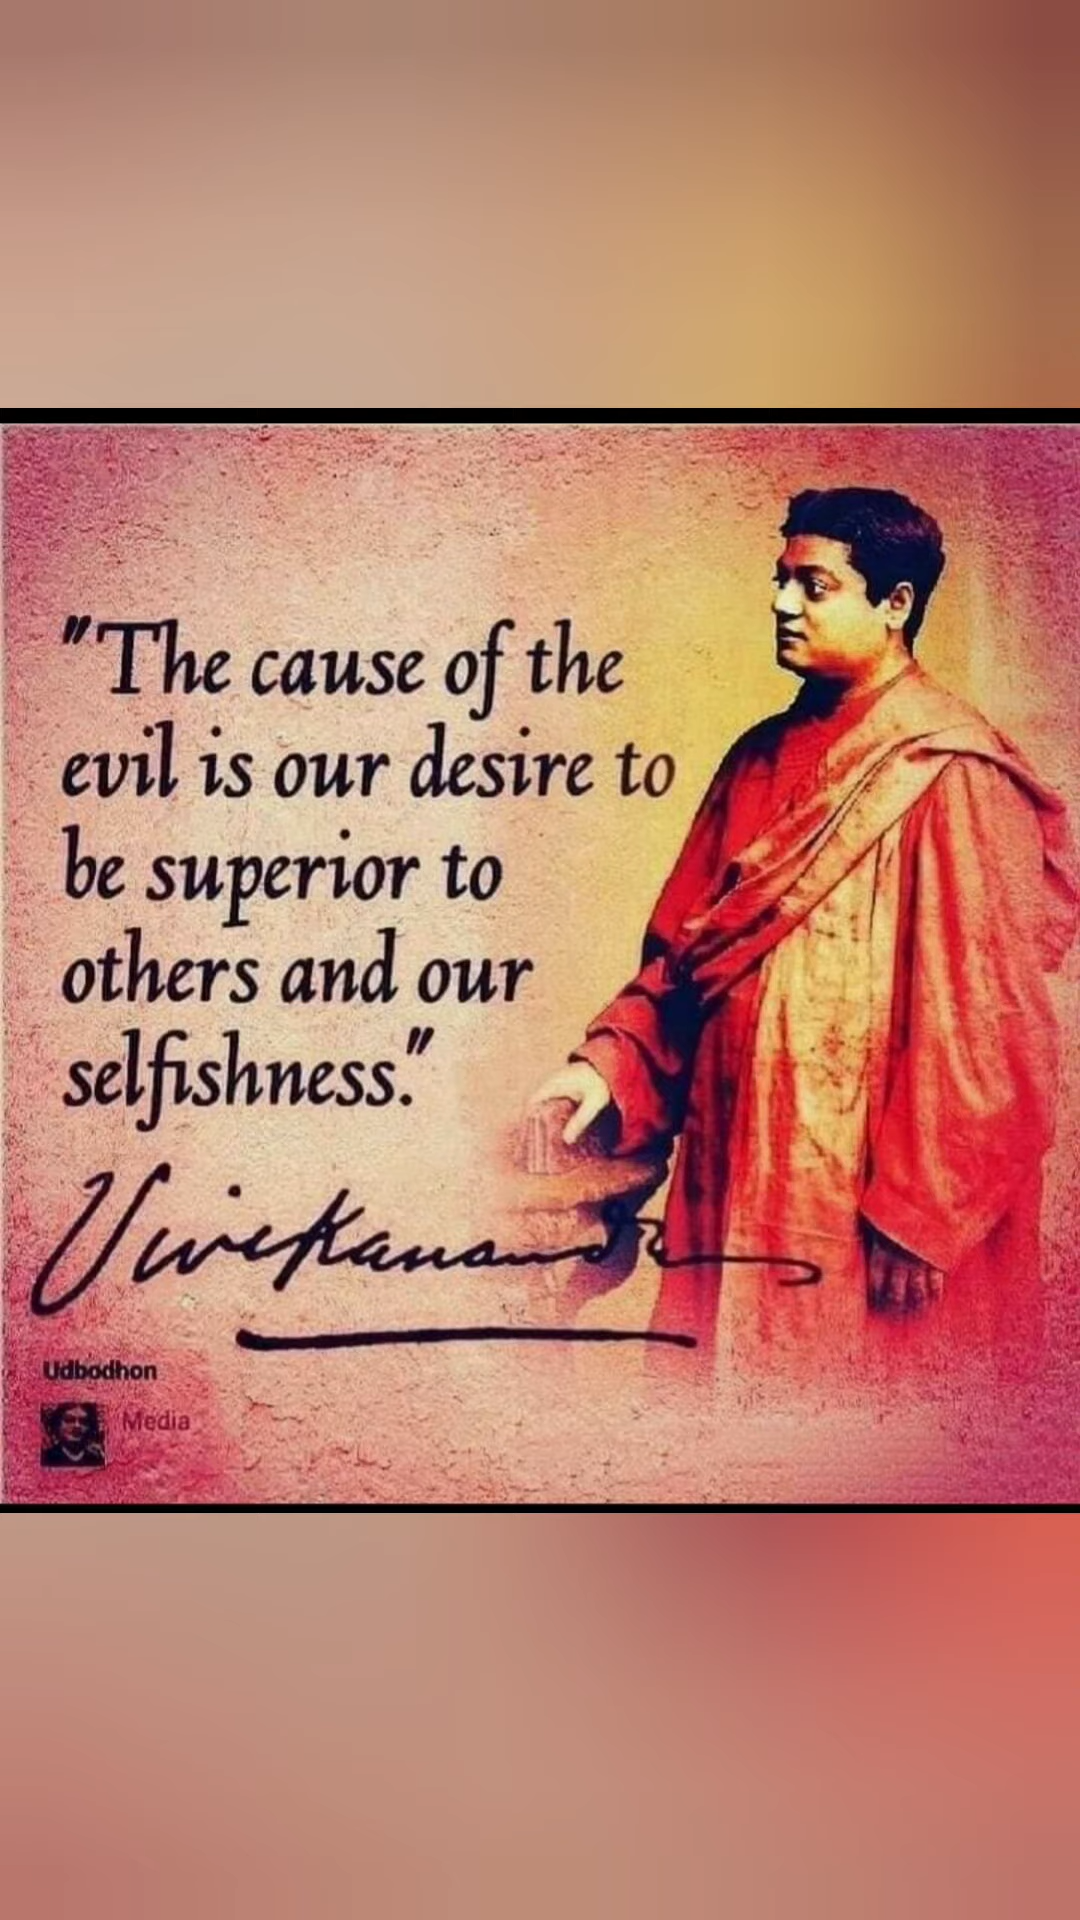 "The cause of the
evil is our desire to
be superior to
others and our
selfishness."
Vivekananda
Udbodhon
Media